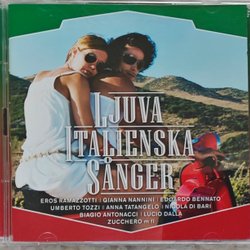 LJUVA
ITALIENSKA
SÅNGER
EROS RAMAZZOTTI | GIANNA NANNINI | EDOARDO BENNATO
UMBERTO TOZZI | ANNA TATANGELO | NICOLA DI BARI
BIAGIO ANTONACCI | LUCIO DALLA
ZUCCHERO m fl